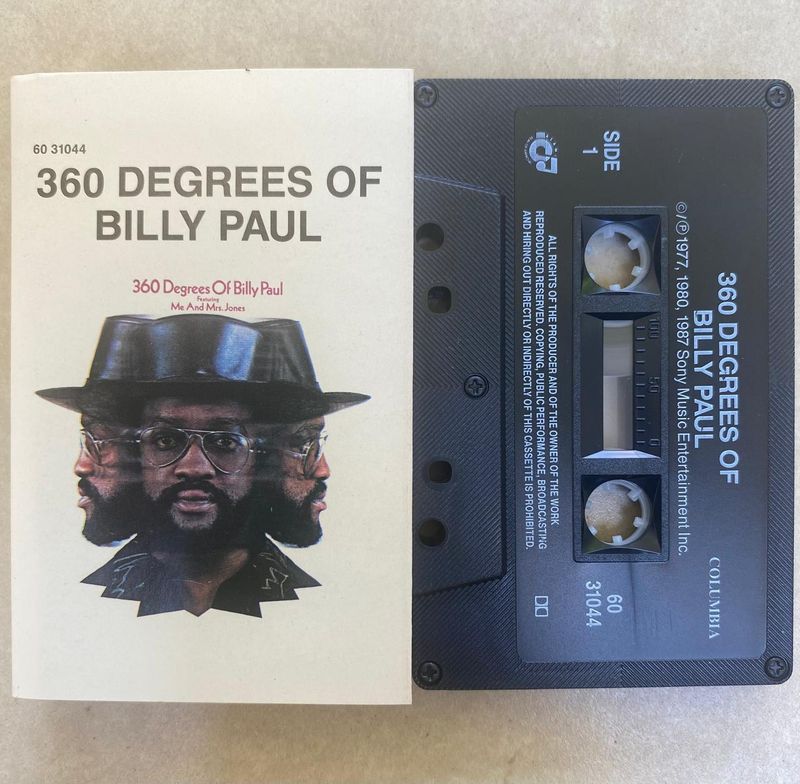 60 31044
360 DEGREES OF
BILLY PAUL
360 Degrees Of Billy Paul
Featuring
Me And Mrs. Jones
360 DEGREES OF
BILLY PAUL
©/℗1977, 1980, 1987 Sony Music Entertainment Inc.
COLUMBIA
SIDE
1
100
50
0
60
31044
ALL RIGHTS OF THE PRODUCER AND OF THE OWNER OF THE WORK
REPRODUCED RESERVED. COPYING, PUBLIC PERFORMANCE, BROADCASTING
AND HIRING OUT DIRECTLY OR INDIRECTLY OF THIS CASSETTE IS PROHIBITED.